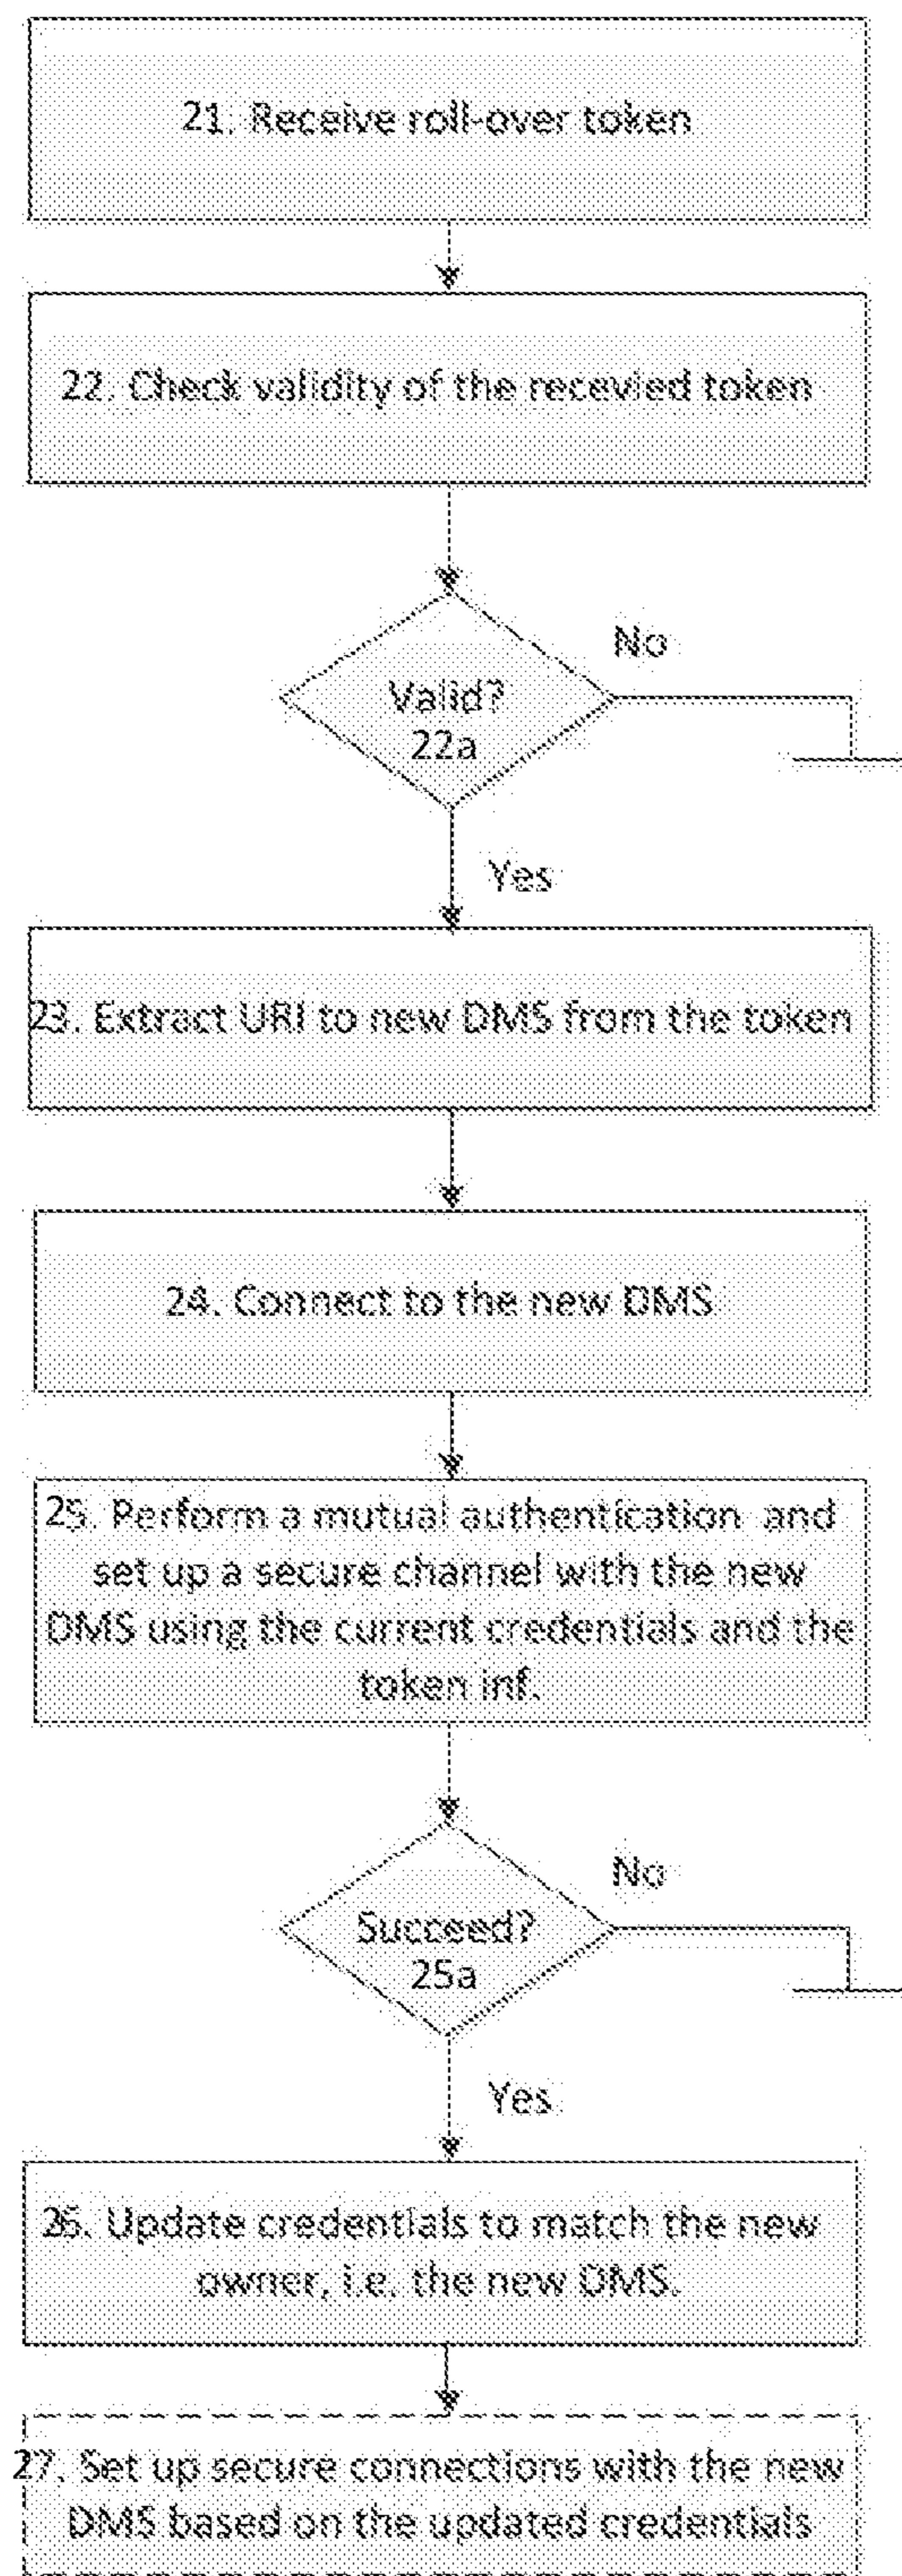 21. Receive roll-over token
22. Check validity of the recevied token
No
Valid?
22a
Yes
23. Extract URI to new DMS from the token
24. Connect to the new DMS
25. Perform a mutual authentication and
set up a secure channel with the new
DMS using the current credentials and the
token inf.
No
Succeed?
25a
Yes
26. Update credentials to match the new
owner, i.e. the new DMS.
27. Set up secure connections with the new
DMS based on the updated credentials